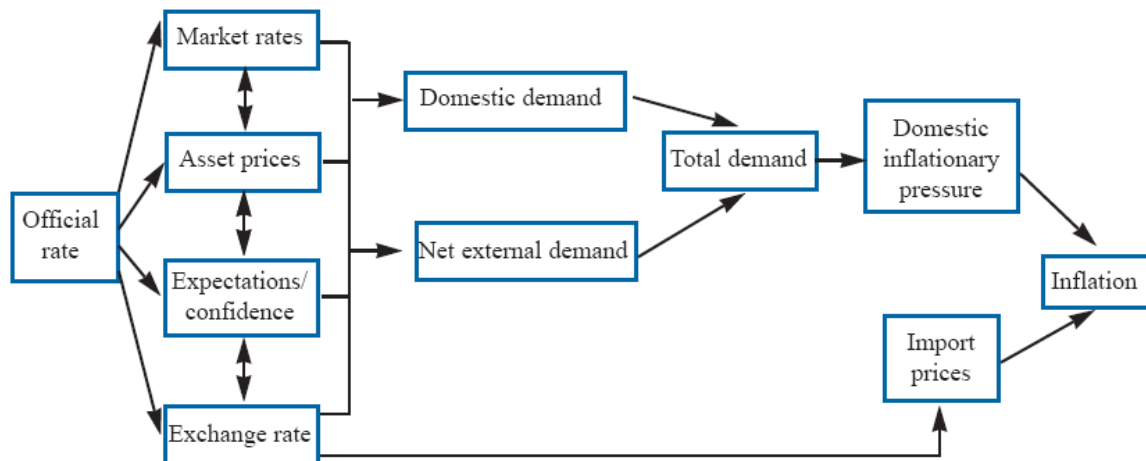 Market rates
Asset prices
Official
rate
Expectations/
confidence
Exchange rate
Domestic demand
Net external demand
Total demand
Domestic
inflationary
pressure
Import
prices
Inflation